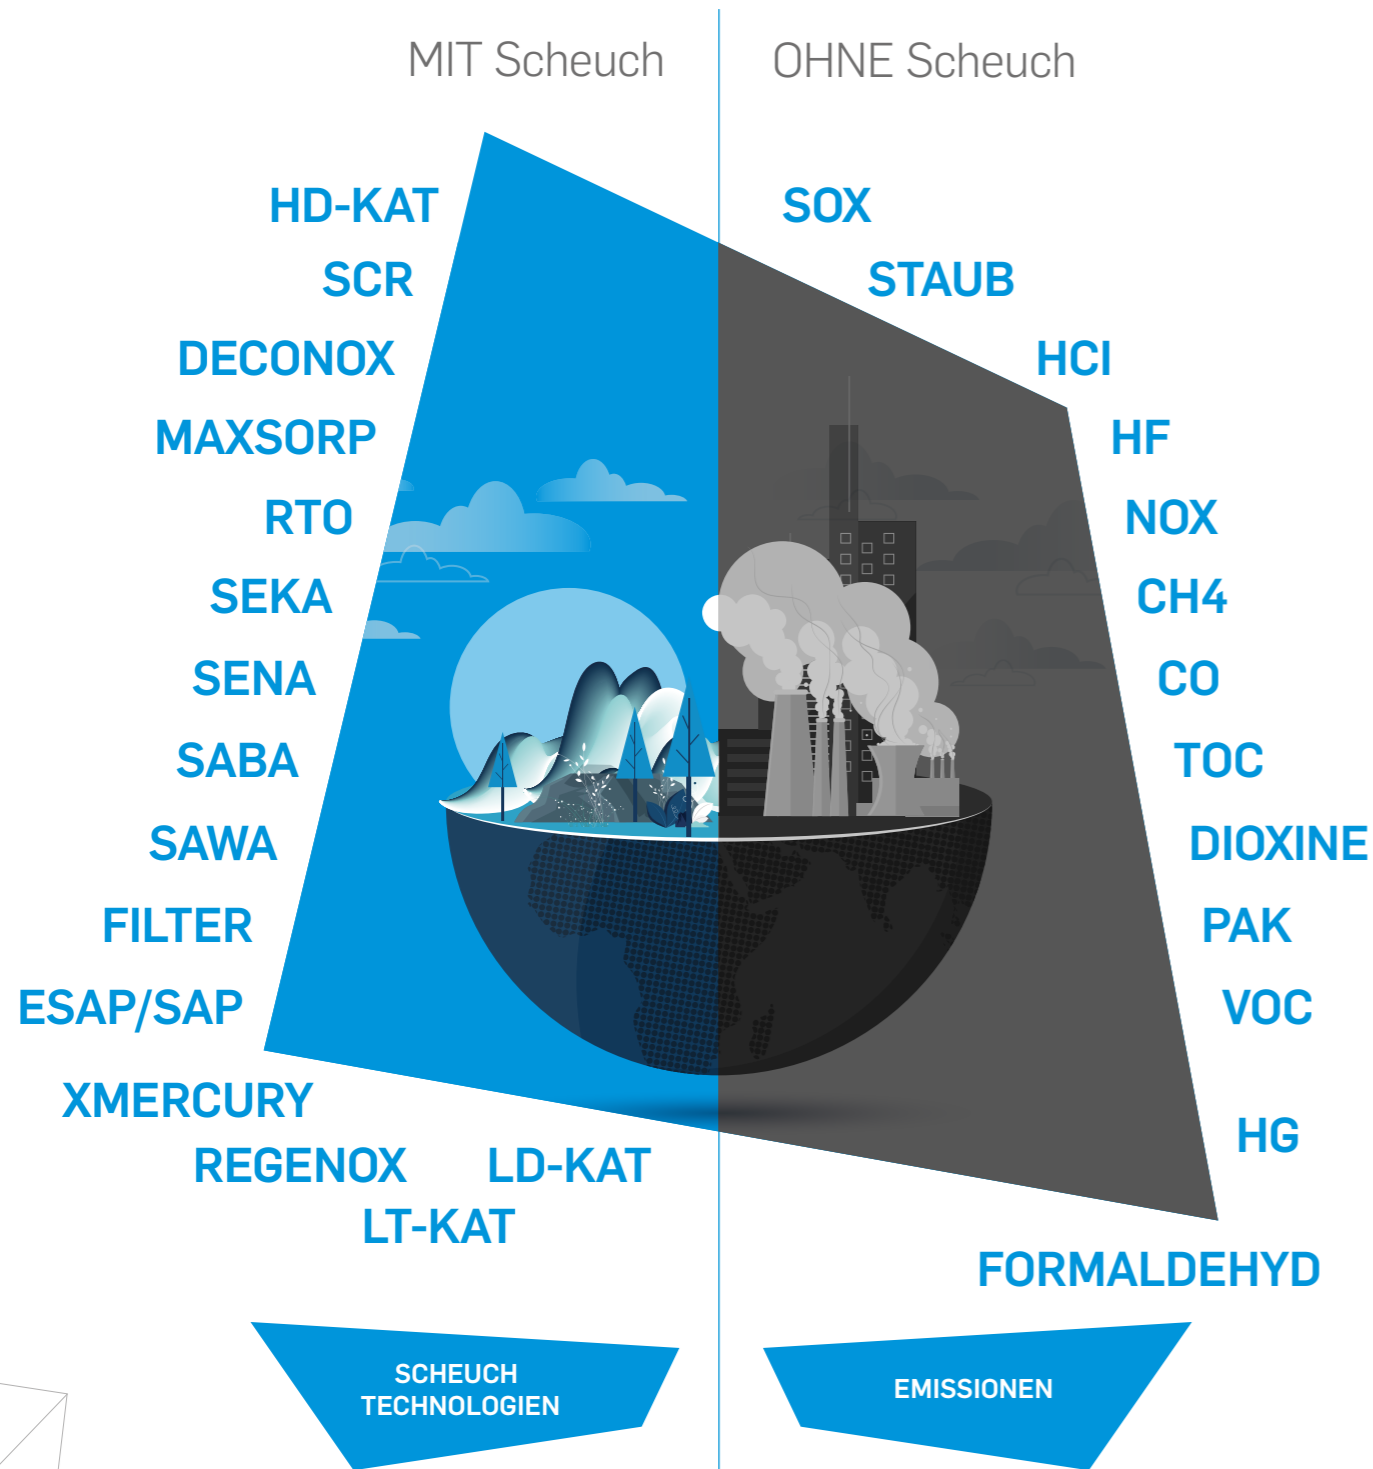 MIT Scheuch
HD-KAT
SCR
DECONOX
MAXSORP
RTO
SEKA
SENA
SABA
SAWA
FILTER
ESAP/SAP
XMERCURY
REGENOX
LD-KAT
LT-KAT
SCHEUCH
TECHNOLOGIEN
OHNE Scheuch
SOX
STAUB
HCl
HF
NOX
CH4
CO
TOC
DIOXINE
PAK
VOC
HG
FORMALDEHYD
EMISSIONEN